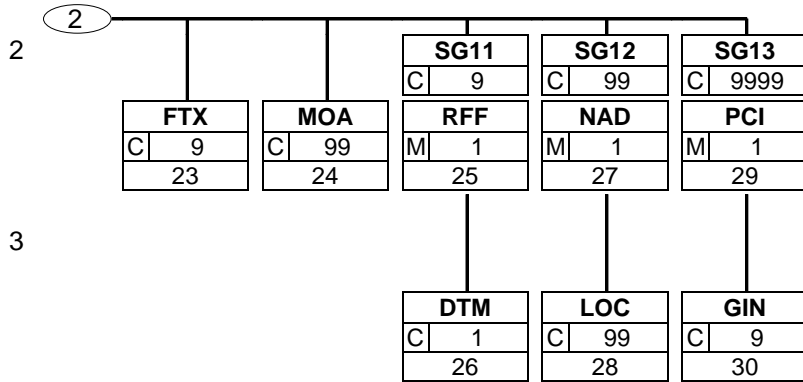 2
2
SG11 SG12 SG13
C 9 C 99 C 9999
FTX MOA RFF NAD PCI
C 9 C 99 M 1 M 1 M 1
23 24 25 27 29
3
DTM LOC GIN
C 1 C 99 C 9
26 28 30